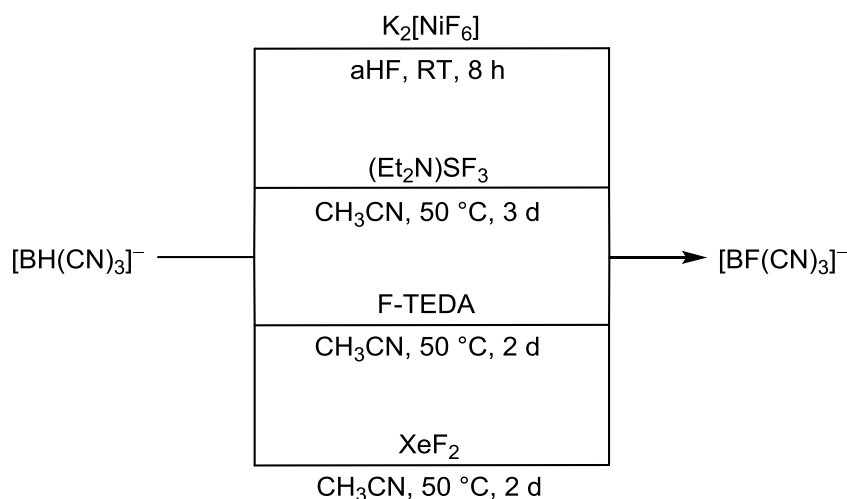 K₂[NiF₆]
aHF, RT, 8 h
(Et₂N)SF₃
CH₃CN, 50 °C, 3 d
[BH(CN)₃]⁻
[BF(CN)₃]⁻
F-TEDA
CH₃CN, 50 °C, 2 d
XeF₂
CH₃CN, 50 °C, 2 d